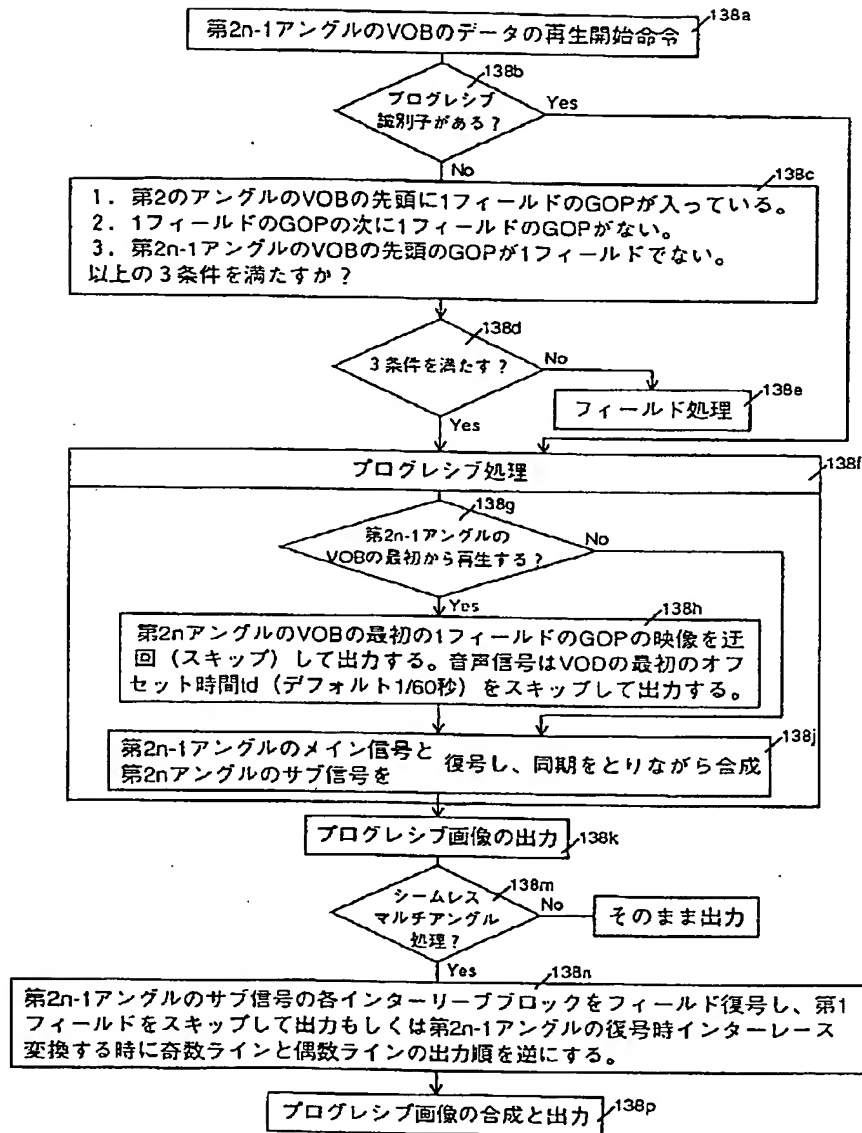 138a
第2n-1アングルのVOBのデータの再生開始命令
138b
プログレシブ
識別子がある？
Yes
No
138c
1．第2のアングルのVOBの先頭に1フィールドのGOPが入っている。
2．1フィールドのGOPの次に1フィールドのGOPがない。
3．第2n-1アングルのVOBの先頭のGOPが1フィールドでない。
以上の3条件を満たすか？
138d
3条件を満たす？
No
138e
フィールド処理
Yes
プログレシブ処理
138f
138g
第2n-1アングルの
VOBの最初から再生する？
No
Yes
138h
第2nアングルのVOBの最初の1フィールドのGOPの映像を迂
回（スキップ）して出力する。音声信号はVODの最初のオフ
セット時間td（デフォルト1/60秒）をスキップして出力する。
138j
第2n-1アングルのメイン信号と
第2nアングルのサブ信号を
復号し、同期をとりながら合成
プログレシブ画像の出力
138k
138m
シームレス
マルチアングル
処理？
No
そのまま出力
Yes
138n
第2n-1アングルのサブ信号の各インターリーブブロックをフィールド復号し、第1
フィールドをスキップして出力もしくは第2n-1アングルの復号時インターレース
変換する時に奇数ラインと偶数ラインの出力順を逆にする。
プログレシブ画像の合成と出力
138p